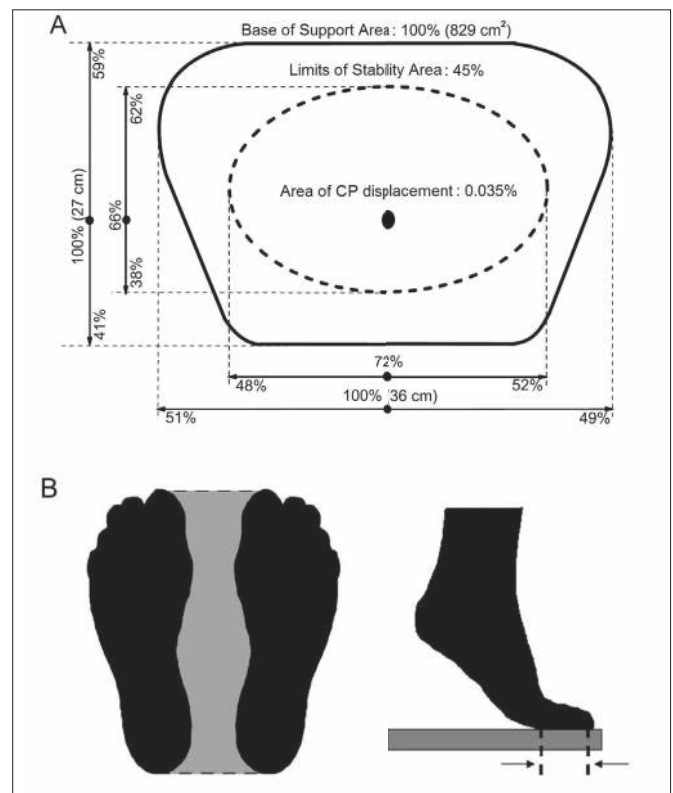 A
Base of Support Area : 100% (829 cm²)
Limits of Stability Area : 45%
59%
62%
Area of CP displacement : 0.035%
100% (27 cm)
66%
38%
41%
72%
48%
52%
100% (36 cm)
51%
49%
B